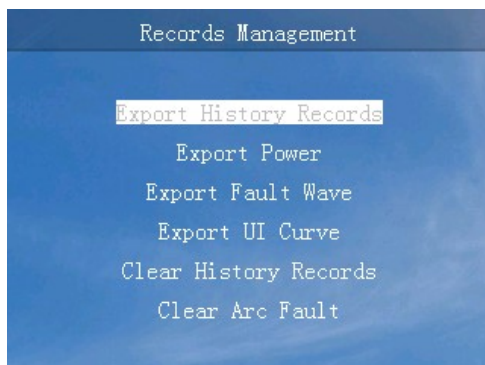 Records Management
Export History Records
Export Power
Export Fault Wave
Export UI Curve
Clear History Records
Clear Arc Fault